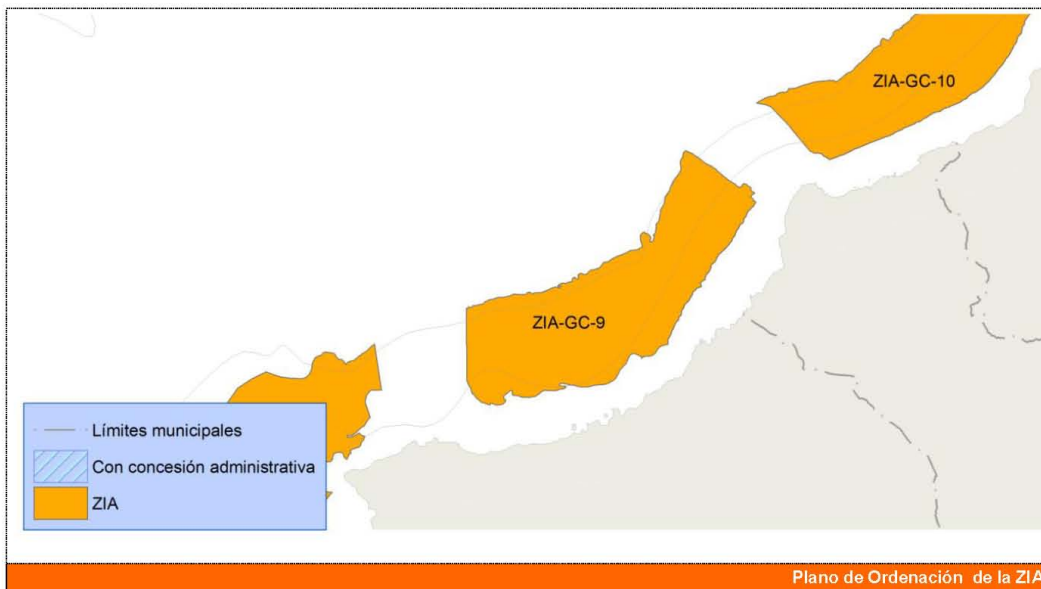 ZIA-GC-10
ZIA-GC-9
Límites municipales
Con concesión administrativa
ZIA
Plano de Ordenación de la ZIA